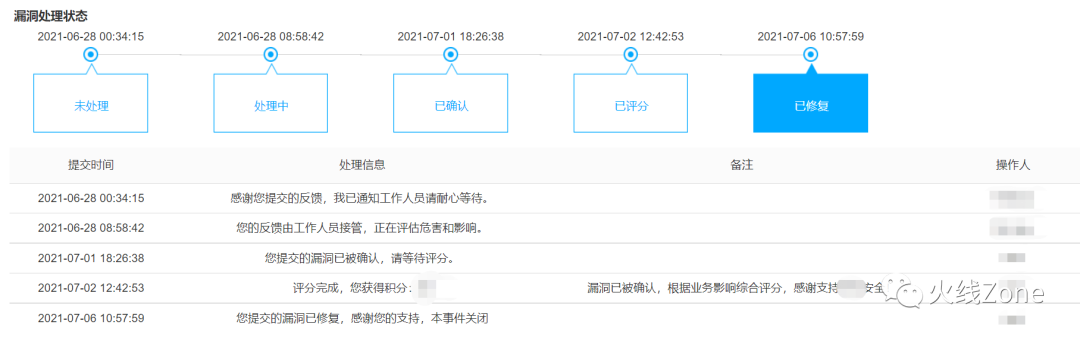 漏洞处理状态
2021-06-28 00:34:15 2021-06-28 08:58:42 2021-07-01 18:26:38 2021-07-02 12:42:53 2021-07-06 10:57:59
未处理 处理中 已确认 已评分 已修复
提交时间 处理信息 备注 操作人
2021-06-28 00:34:15 感谢您提交的反馈，我已通知工作人员请耐心等待。
2021-06-28 08:58:42 您的反馈由工作人员接管，正在评估危害和影响。
2021-07-01 18:26:38 您提交的漏洞已被确认，请等待评分。
2021-07-02 12:42:53 评分完成，您获得积分： 漏洞已被确认，根据业务影响综合评分，感谢支持 安全
火线Zone
2021-07-06 10:57:59 您提交的漏洞已修复，感谢您的支持，本事件关闭